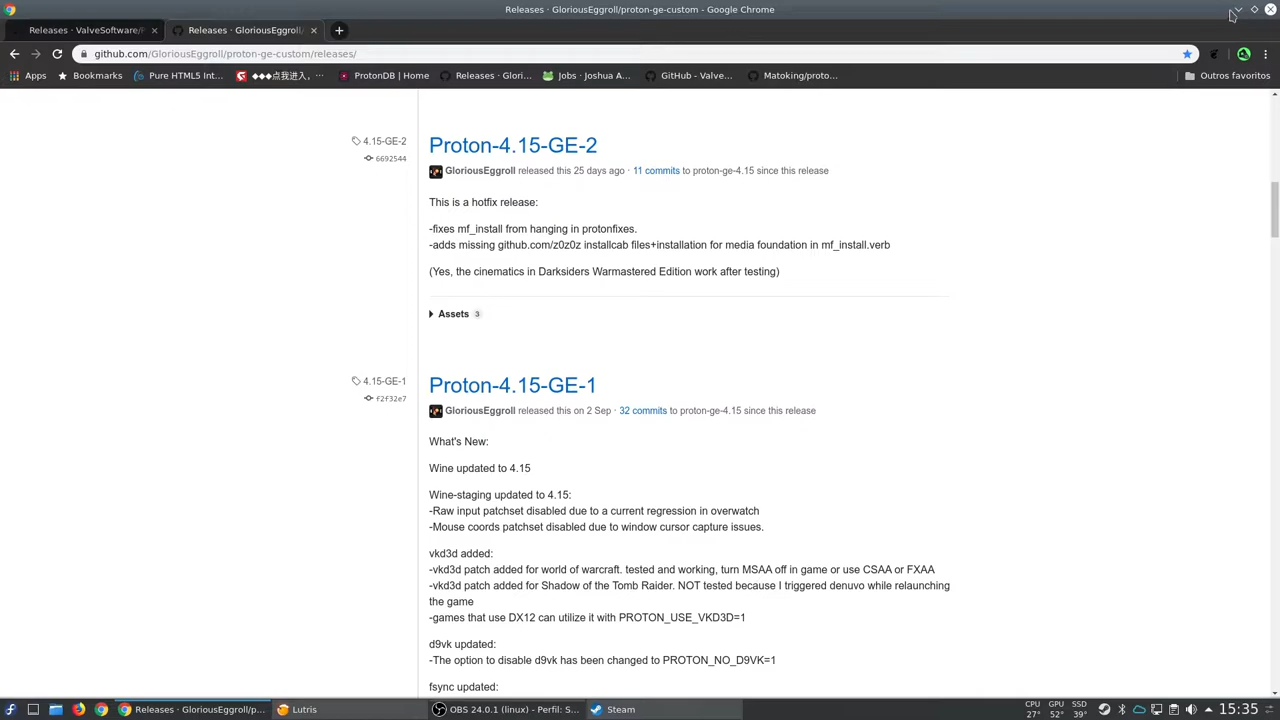 Releases · GloriousEggroll/proton-ge-custom - Google Chrome
Releases · ValveSoftware/P
Releases · GloriousEggroll/
github.com/GloriousEggroll/proton-ge-custom/releases/
Apps
Bookmarks
Pure HTML5 Int...
◆◆◆点我进入，...
ProtonDB | Home
Releases · Glori...
Jobs · Joshua A...
GitHub - Valve...
Matoking/proto...
Outros favoritos
4.15-GE-2
6692544
Proton-4.15-GE-2
GloriousEggroll released this 25 days ago · 11 commits to proton-ge-4.15 since this release
This is a hotfix release:
-fixes mf_install from hanging in protonfixes.
-adds missing github.com/z0z0z installcab files+installation for media foundation in mf_install.verb
(Yes, the cinematics in Darksiders Warmastered Edition work after testing)
Assets 3
4.15-GE-1
f2f32e7
Proton-4.15-GE-1
GloriousEggroll released this on 2 Sep · 32 commits to proton-ge-4.15 since this release
What's New:
Wine updated to 4.15
Wine-staging updated to 4.15:
-Raw input patchset disabled due to a current regression in overwatch
-Mouse coords patchset disabled due to window cursor capture issues.
vkd3d added:
-vkd3d patch added for world of warcraft. tested and working, turn MSAA off in game or use CSAA or FXAA
-vkd3d patch added for Shadow of the Tomb Raider. NOT tested because I triggered denuvo while relaunching
the game
-games that use DX12 can utilize it with PROTON_USE_VKD3D=1
d9vk updated:
-The option to disable d9vk has been changed to PROTON_NO_D9VK=1
fsync updated:
Releases · GloriousEggroll/p...
Lutris
OBS 24.0.1 (linux) - Perfil: S...
Steam
CPU
27°
GPU
52°
SSD
39°
15:35